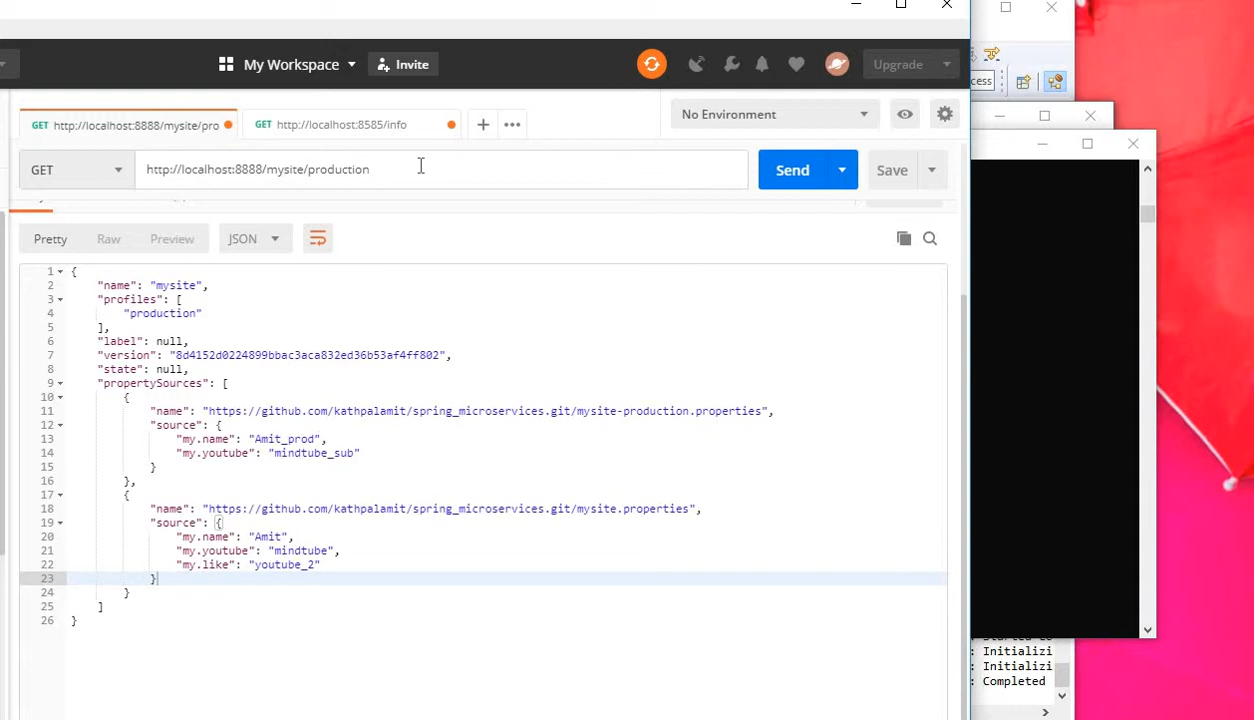 My Workspace
Invite
Upgrade
GET http://localhost:8888/mysite/pro
GET http://localhost:8585/info
No Environment
GET
http://localhost:8888/mysite/production
Send
Save
Pretty
Raw
Preview
JSON
1 {
2 "name": "mysite",
3 "profiles": [
4 "production"
5 ],
6 "label": null,
7 "version": "8d4152d0224899bbac3aca832ed36b53af4ff802",
8 "state": null,
9 "propertySources": [
10 {
11 "name": "https://github.com/kathpalamit/spring_microservices.git/mysite-production.properties",
12 "source": {
13 "my.name": "Amit_prod",
14 "my.youtube": "mindtube_sub"
15 }
16 },
17 {
18 "name": "https://github.com/kathpalamit/spring_microservices.git/mysite.properties",
19 "source": {
20 "my.name": "Amit",
21 "my.youtube": "mindtube",
22 "my.like": "youtube_2"
23 }
24 }
25 ]
26 }
cess
: Initializi
: Initializi
: Completed